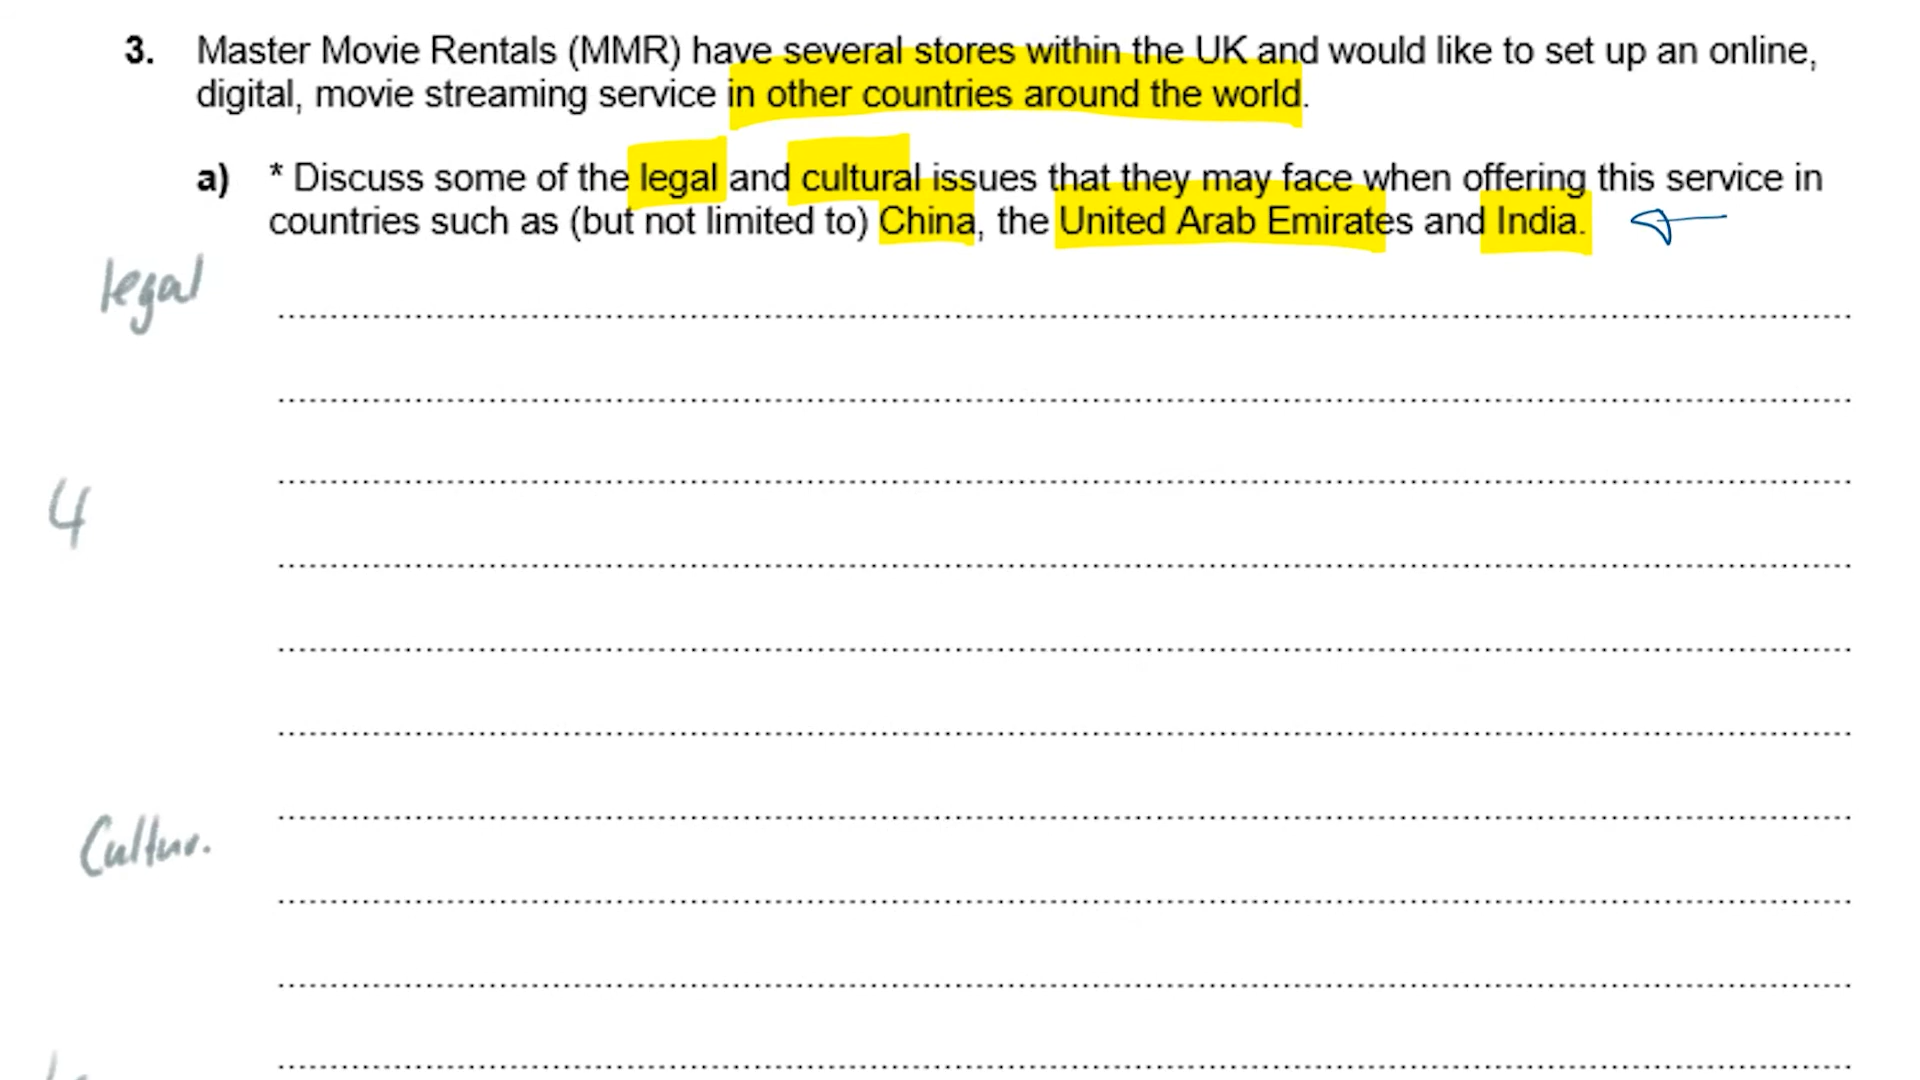 3. Master Movie Rentals (MMR) have several stores within the UK and would like to set up an online,
digital, movie streaming service in other countries around the world.
a) * Discuss some of the legal and cultural issues that they may face when offering this service in
countries such as (but not limited to) China, the United Arab Emirates and India.
legal
4
Cultur.